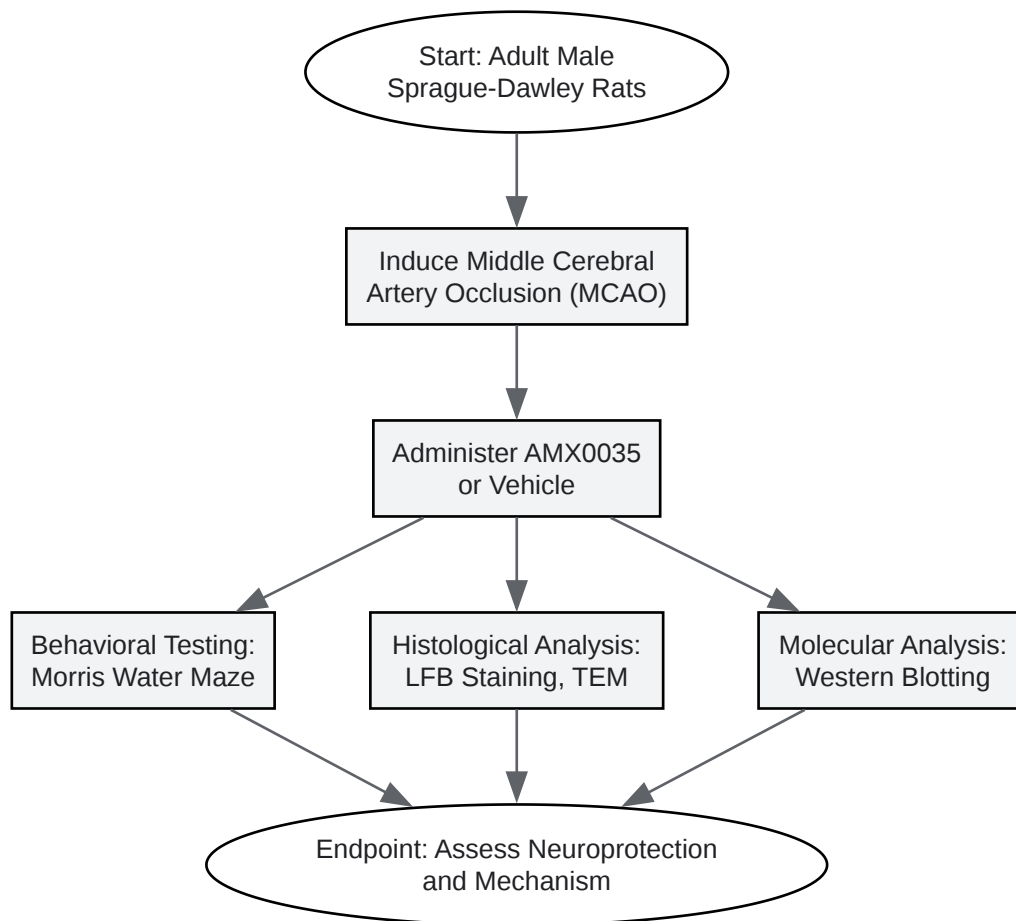 Start: Adult Male
Sprague-Dawley Rats
Induce Middle Cerebral
Artery Occlusion (MCAO)
Administer AMX0035
or Vehicle
Behavioral Testing:
Morris Water Maze
Histological Analysis:
LFB Staining, TEM
Molecular Analysis:
Western Blotting
Endpoint: Assess Neuroprotection
and Mechanism